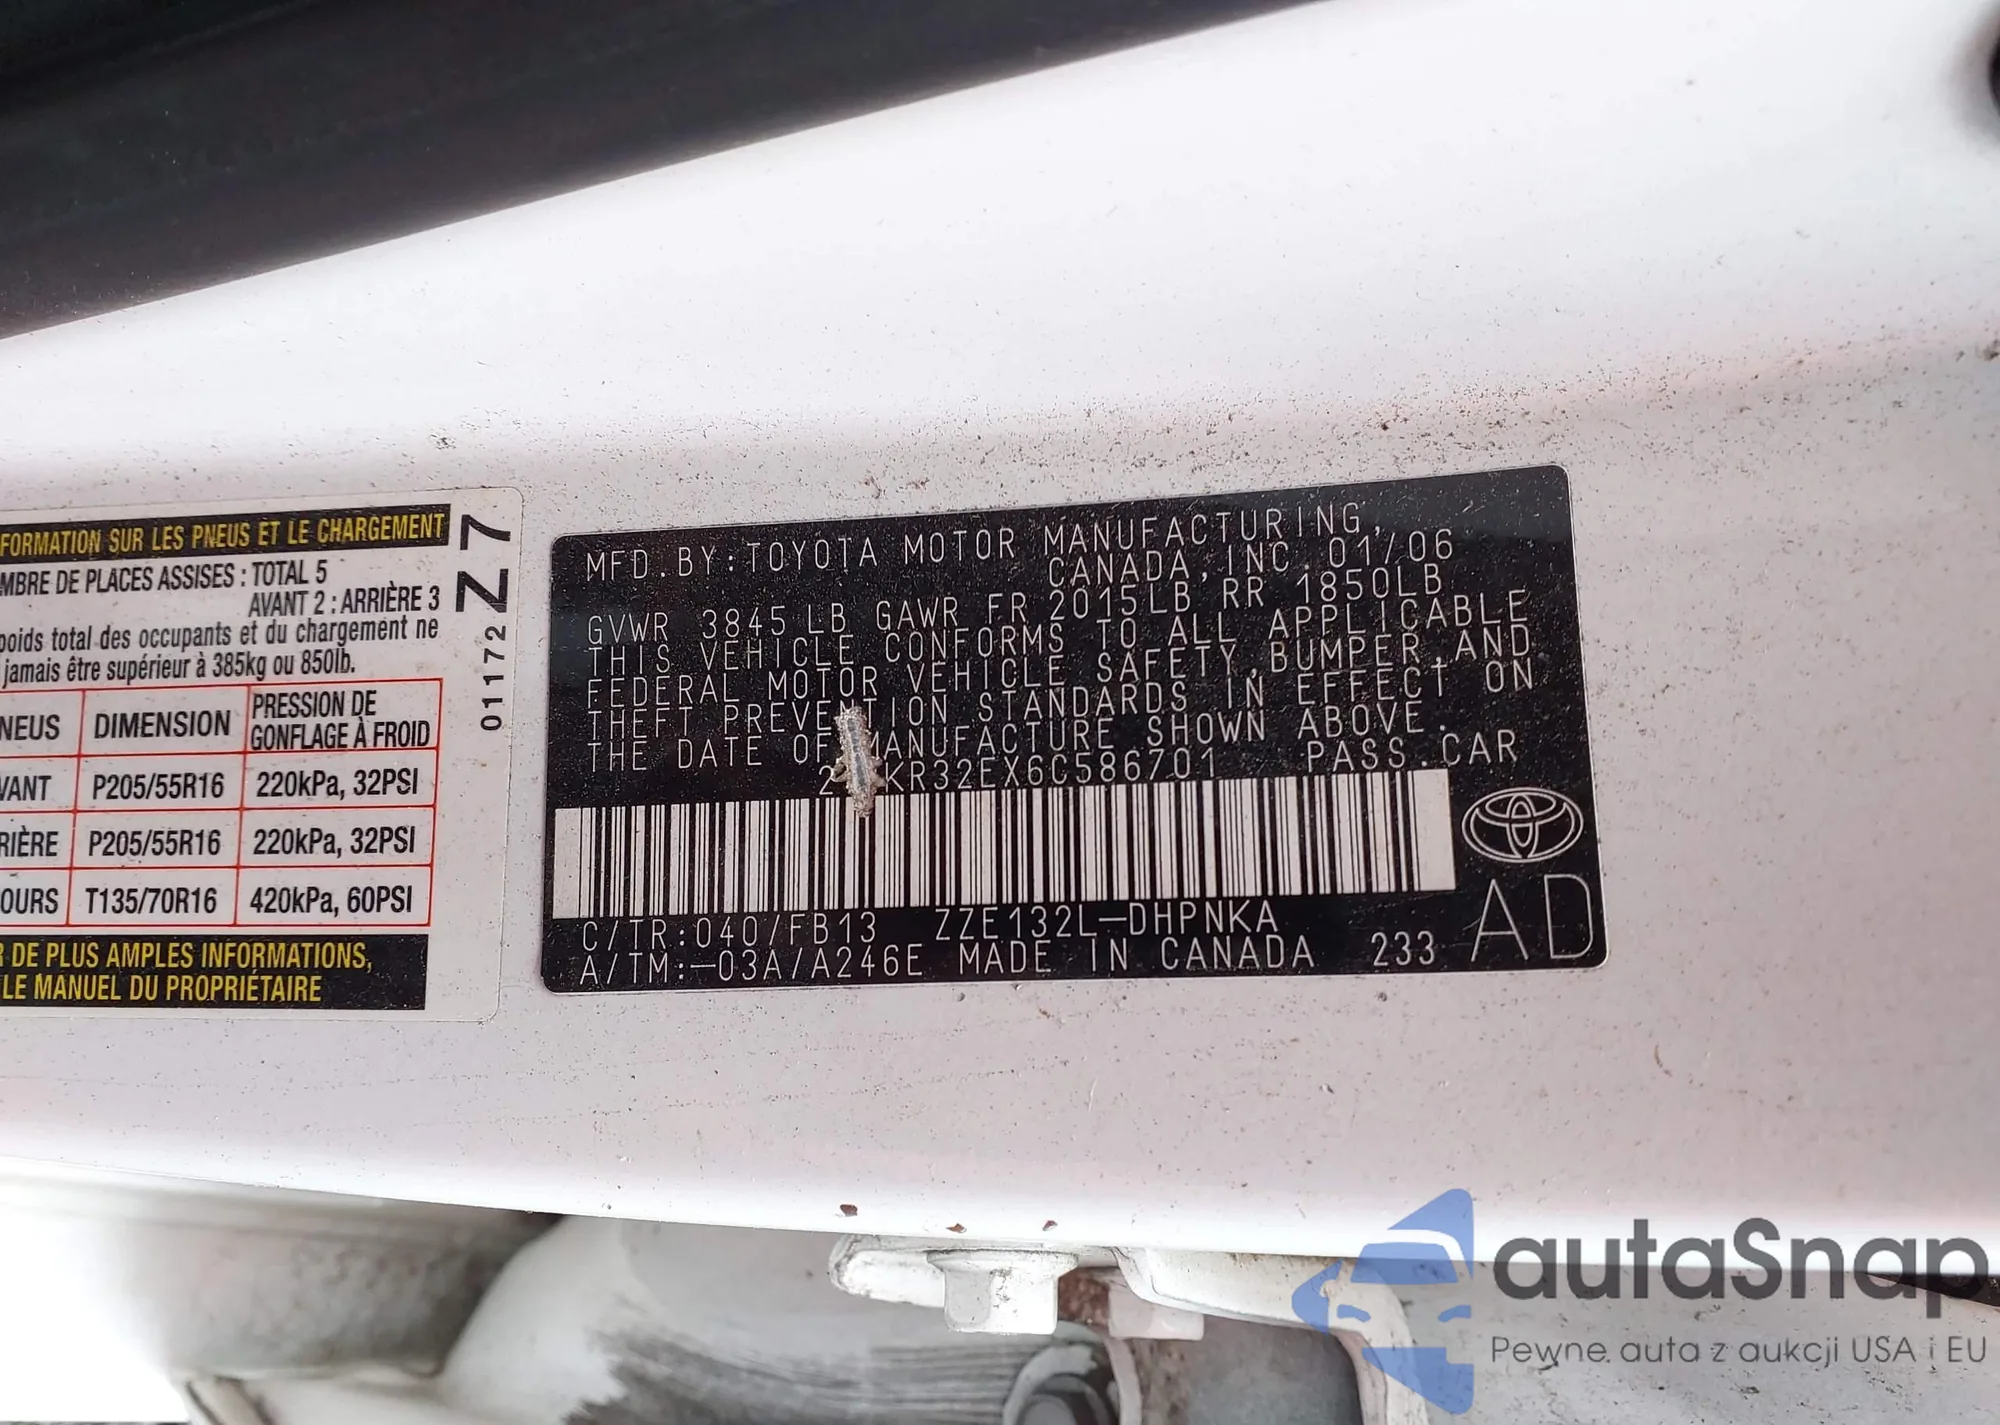 FORMATION SUR LES PNEUS ET LE CHARGEMENT
MBRE DE PLACES ASSISES : TOTAL 5
AVANT 2 : ARRIÈRE 3
poids total des occupants et du chargement ne
jamais être supérieur à 385kg ou 850lb.
NEUS DIMENSION PRESSION DE GONFLAGE À FROID
VANT P205/55R16 220kPa, 32PSI
RIÈRE P205/55R16 220kPa, 32PSI
OURS T135/70R16 420kPa, 60PSI
R DE PLUS AMPLES INFORMATIONS,
LE MANUEL DU PROPRIÉTAIRE
01172 Z 7
MFD.BY:TOYOTA MOTOR MANUFACTURING,
CANADA,INC.01/06
GVWR 3845 LB GAWR FR 2015LB RR 1850LB
THIS VEHICLE CONFORMS TO ALL APPLICABLE
FEDERAL MOTOR VEHICLE SAFETY,BUMPER AND
THEFT PREVENTION STANDARDS IN EFFECT ON
THE DATE OF MANUFACTURE SHOWN ABOVE.
2 KR32EX6C586701 PASS.CAR
C/TR:040/FB13 ZZE132L-DHPNKA
A/TM:-03A/A246E MADE IN CANADA 233 AD
autaSnap
Pewne auta z aukcji USA i EU